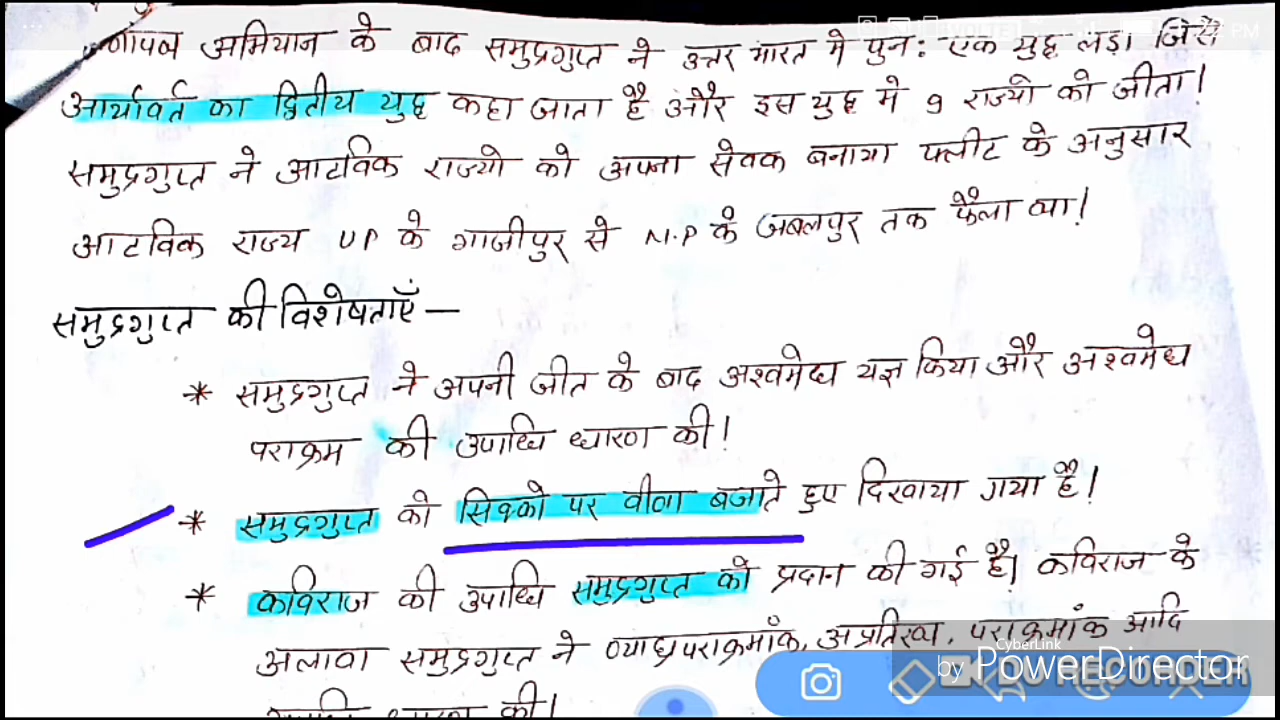 अभियान के बाद समुद्रगुप्त ने उत्तर भारत मे पुन: एक युद्ध लड़ा जिसे
आर्यावर्त का द्वितीय युद्ध कहा जाता है और इस युद्ध मे 9 राज्यो को जीता!
समुद्रगुप्त ने आटविक राज्यो को अपना सेवक बनाया फ्लीट के अनुसार
आटविक राज्य UP के गाजीपुर से M.P के जबलपुर तक फैला था!
समुद्रगुप्त की विशेषताएँ —
* समुद्रगुप्त ने अपनी जीत के बाद अश्वमेध यज्ञ किया और अश्वमेध
पराक्रम की उपाधि धारण की!
* समुद्रगुप्त को सिक्को पर वीणा बजाते हुए दिखाया गया है!
* कविराज की उपाधि समुद्रगुप्त को प्रदान की गई है। कविराज के
अलावा समुद्रगुप्त ने व्याघ्रपराक्रमांक, अप्रतिरथ, पराक्रमांक आदि
की!
CyberLink
by PowerDirector
RECORDER